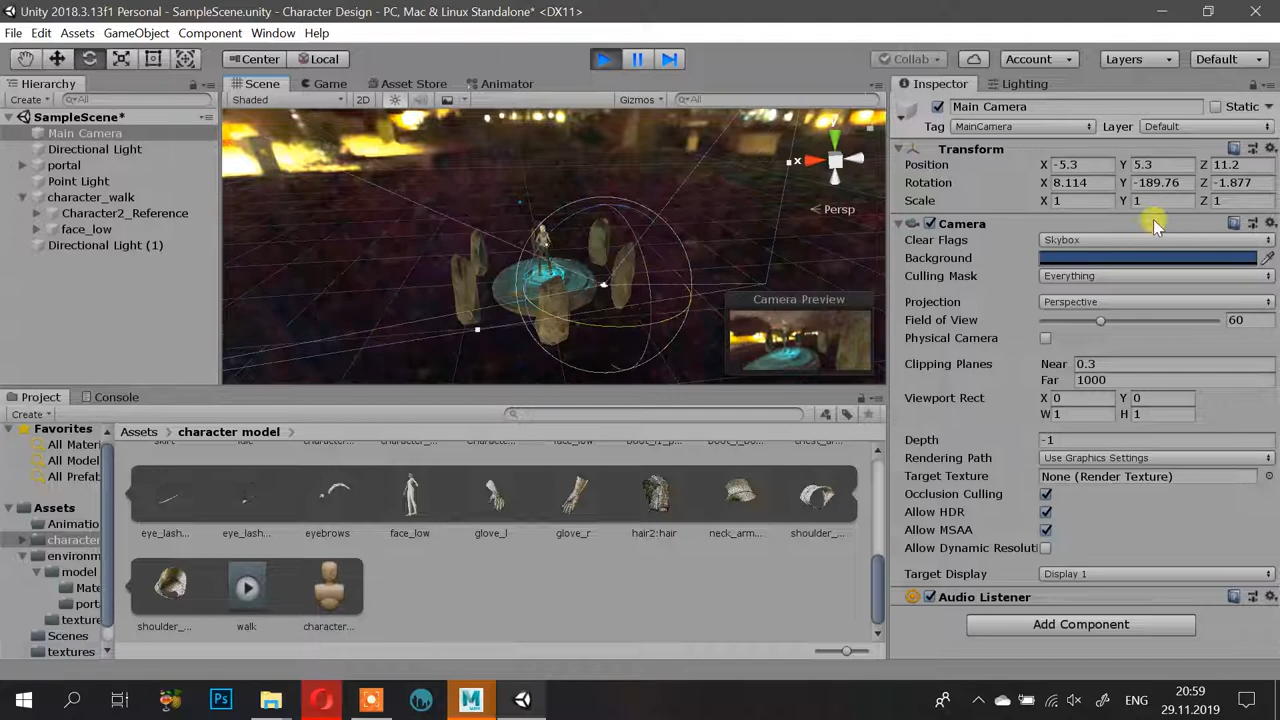 Unity 2018.3.13f1 Personal - SampleScene.unity - Character Design - PC, Mac & Linux Standalone* <DX11>
File Edit Assets GameObject Component Window Help
Center Local Collab Account Layers Default
Hierarchy
Create All
SampleScene*
Main Camera
Directional Light
portal
Point Light
character_walk
Character2_Reference
face_low
Directional Light (1)
Scene Game Asset Store Animator
Shaded 2D Gizmos All
y
x
Persp
Camera Preview
Inspector Lighting
Main Camera Static
Tag MainCamera Layer Default
Transform
Position X -5.3 Y 5.3 Z 11.2
Rotation X 8.114 Y -189.76 Z -1.877
Scale X 1 Y 1 Z 1
Camera
Clear Flags Skybox
Background
Culling Mask Everything
Projection Perspective
Field of View 60
Physical Camera
Clipping Planes Near 0.3
Far 1000
Viewport Rect X 0 Y 0
W 1 H 1
Depth -1
Rendering Path Use Graphics Settings
Target Texture None (Render Texture)
Occlusion Culling
Allow HDR
Allow MSAA
Allow Dynamic Resoluti
Target Display Display 1
Audio Listener
Add Component
Project Console
Create
Favorites
All Materi
All Model
All Prefab
Assets
Animatio
character
environm
model
Mate
port
texture
Scenes
textures
Assets character model
eye_lash... eye_lash... eyebrows face_low glove_l glove_r hair2:hair neck_arm... shoulder_...
shoulder_... walk character...
Ps
M
ENG
20:59
29.11.2019